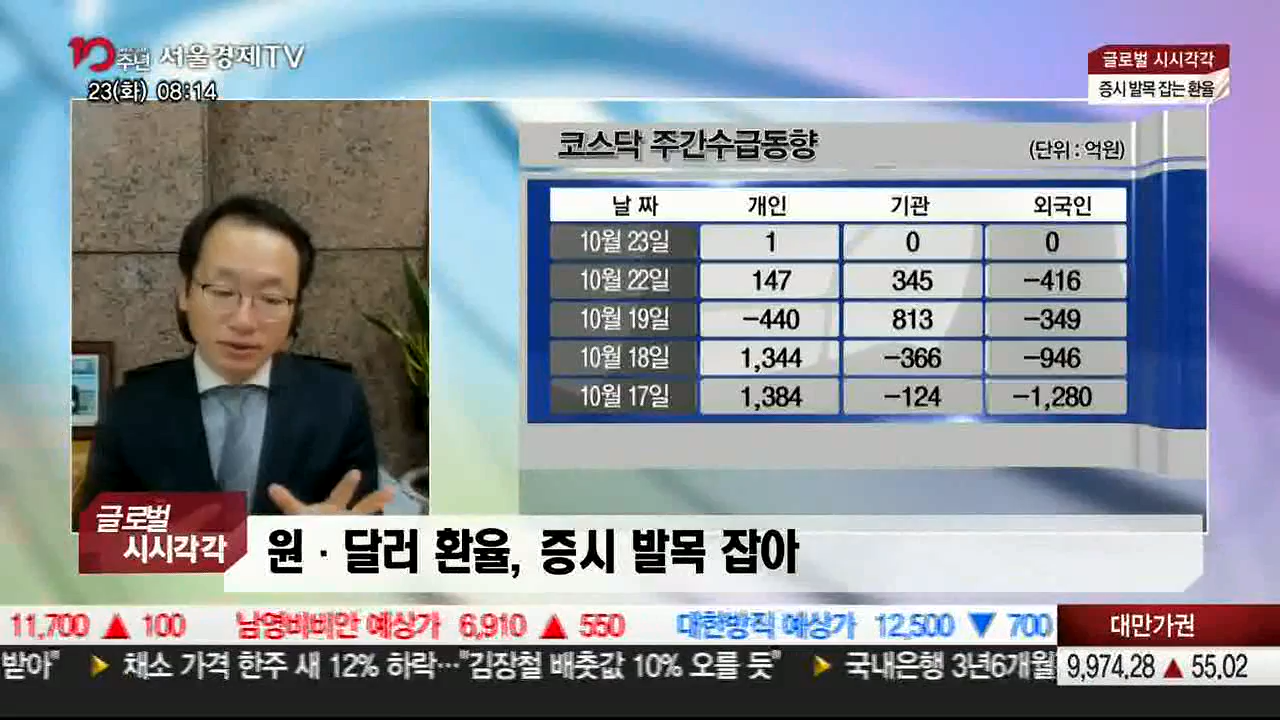 10주년 서울경제TV
23(화) 08:14
글로벌 시시각각
증시 발목 잡는 환율
코스닥 주간수급동향 (단위 : 억원)
날 짜 개인 기관 외국인
10월 23일 1 0 0
10월 22일 147 345 -416
10월 19일 -440 813 -349
10월 18일 1,344 -366 -946
10월 17일 1,384 -124 -1,280
글로벌
시시각각
원·달러 환율, 증시 발목 잡아
11,700 ▲ 100 남영비비안 예상가 6,910 ▲ 550 대한방직 예상가 12,500 ▼ 700 대만가권
받아" ▶ 채소 가격 한주 새 12% 하락…"김장철 배춧값 10% 오를 듯" ▶ 국내은행 3년6개월 9,974.28 ▲ 55.02